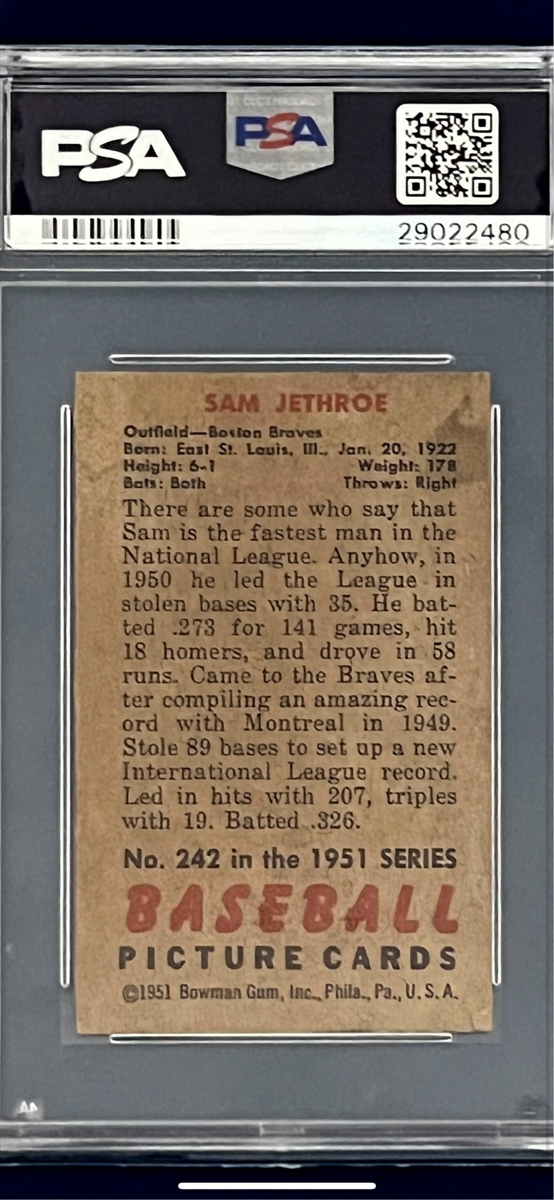 PSA PSA
29022480
SAM JETHROE
Outfield—Boston Braves
Born: East St. Louis, Ill., Jan. 20, 1922
Height: 6-1 Weight: 178
Bats: Both Throws: Right
There are some who say that
Sam is the fastest man in the
National League. Anyhow, in
1950 he led the League in
stolen bases with 35. He bat-
ted .273 for 141 games, hit
18 homers, and drove in 58
runs. Came to the Braves af-
ter compiling an amazing rec-
ord with Montreal in 1949.
Stole 89 bases to set up a new
International League record.
Led in hits with 207, triples
with 19. Batted .326.
No. 242 in the 1951 SERIES
BASEBALL
PICTURE CARDS
©1951 Bowman Gum, Inc., Phila., Pa., U. S. A.